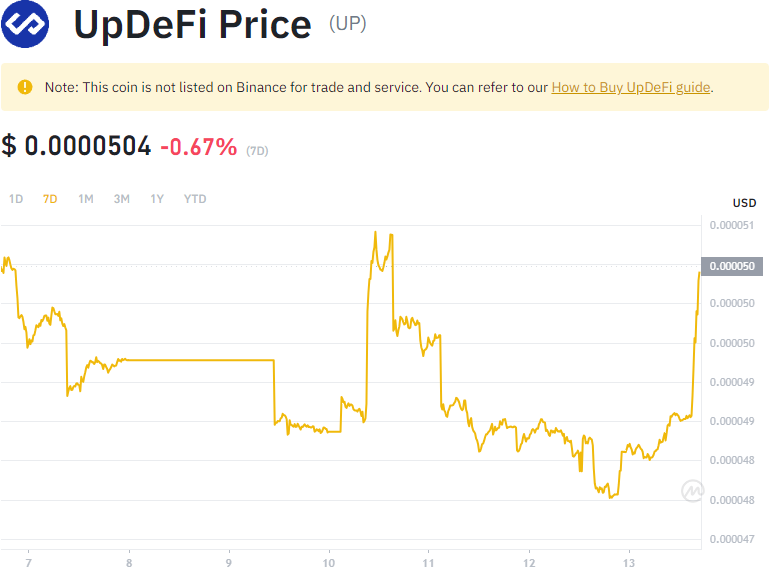 UpDeFi Price (UP)
Note: This coin is not listed on Binance for trade and service. You can refer to our How to Buy UpDeFi guide.
$ 0.0000504 -0.67% (7D)
1D 7D 1M 3M 1Y YTD
USD
0.000051
0.000050
0.000050
0.000050
0.000049
0.000049
0.000048
0.000048
0.000047
7 8 9 10 11 12 13